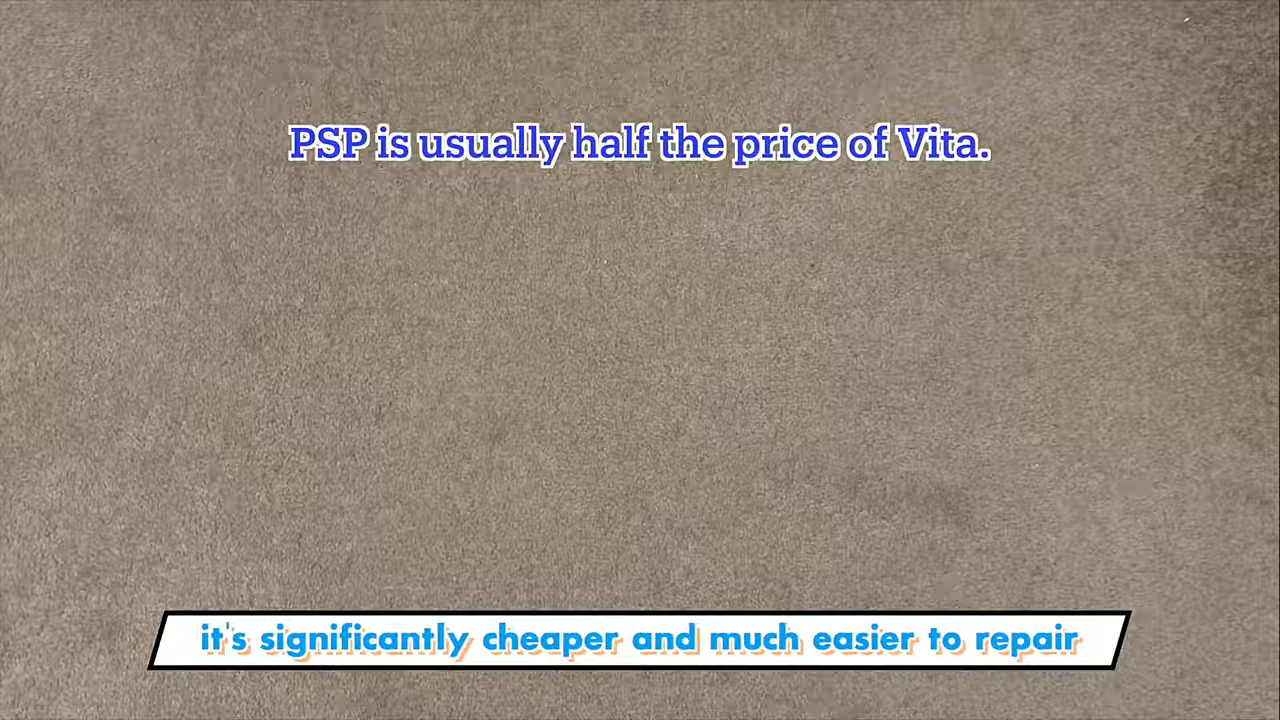 PSP is usually half the price of Vita.
it's significantly cheaper and much easier to repair